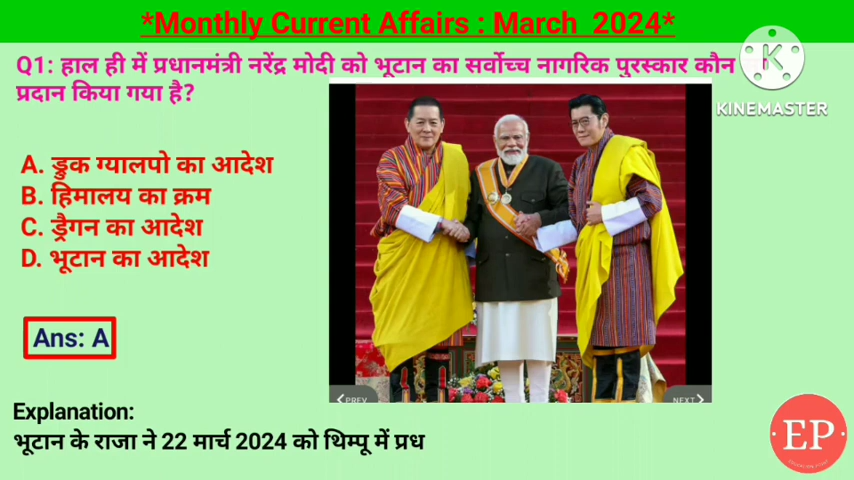 *Monthly Current Affairs : March 2024*
Q1: हाल ही में प्रधानमंत्री नरेंद्र मोदी को भूटान का सर्वोच्च नागरिक पुरस्कार कौन
प्रदान किया गया है?
KINEMASTER
A. ड्रुक ग्यालपो का आदेश
B. हिमालय का क्रम
C. ड्रैगन का आदेश
D. भूटान का आदेश
Ans: A
PREV
NEXT
Explanation:
भूटान के राजा ने 22 मार्च 2024 को थिम्पू में प्रध
EP